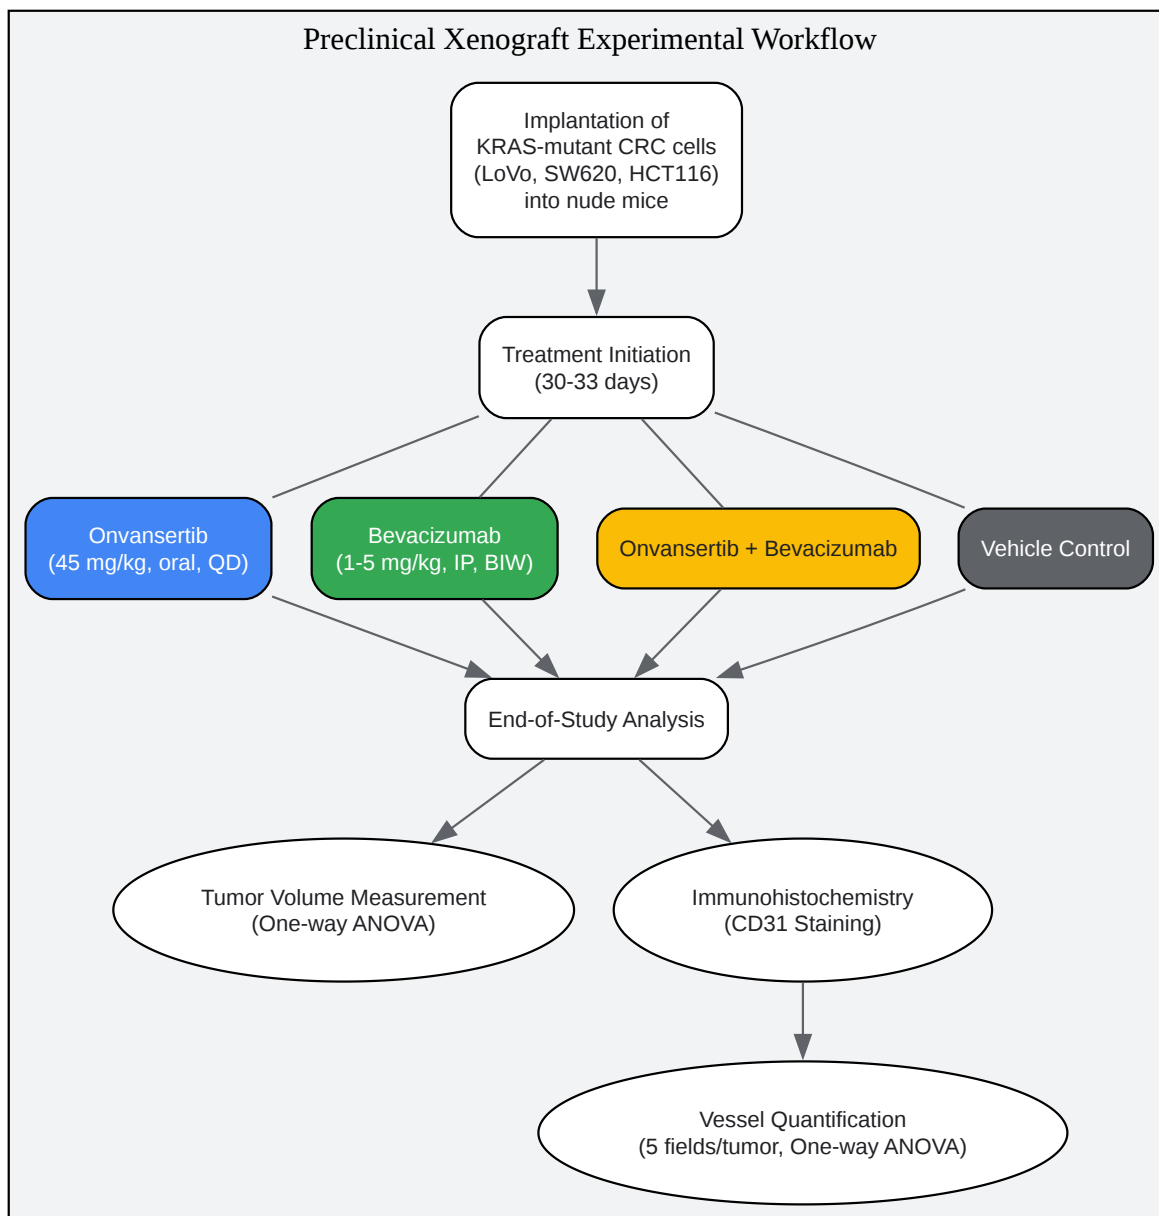 Preclinical Xenograft Experimental Workflow
Implantation of
KRAS-mutant CRC cells
(LoVo, SW620, HCT116)
into nude mice
Treatment Initiation
(30-33 days)
Onvansertib
(45 mg/kg, oral, QD)
Bevacizumab
(1-5 mg/kg, IP, BIW)
Onvansertib + Bevacizumab
Vehicle Control
End-of-Study Analysis
Tumor Volume Measurement
(One-way ANOVA)
Immunohistochemistry
(CD31 Staining)
Vessel Quantification
(5 fields/tumor, One-way ANOVA)